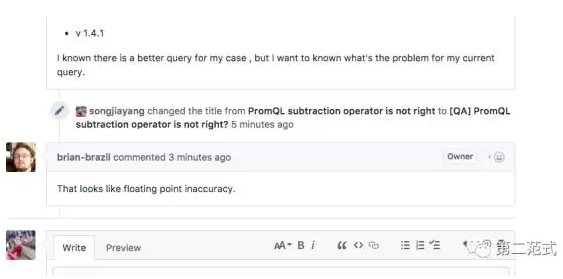 v 1.4.1
I known there is a better query for my case , but I want to known what's the problem for my current
query.
songjiayang changed the title from PromQL subtraction operator is not right to [QA] PromQL
subtraction operator is not right? 5 minutes ago
brian-brazil commented 3 minutes ago
Owner
That looks like floating point inaccuracy.
Write
Preview
AA B i
第二范式